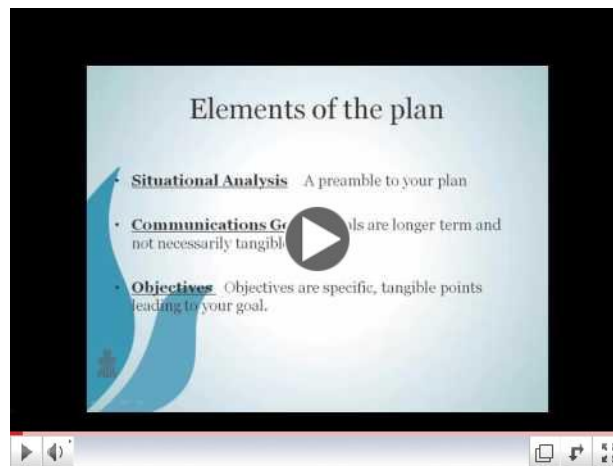 Elements of the plan
• Situational Analysis A preamble to your plan
• Communications G ls are longer term and
not necessarily tangibl
• Objectives Objectives are specific, tangible points
leading to your goal.